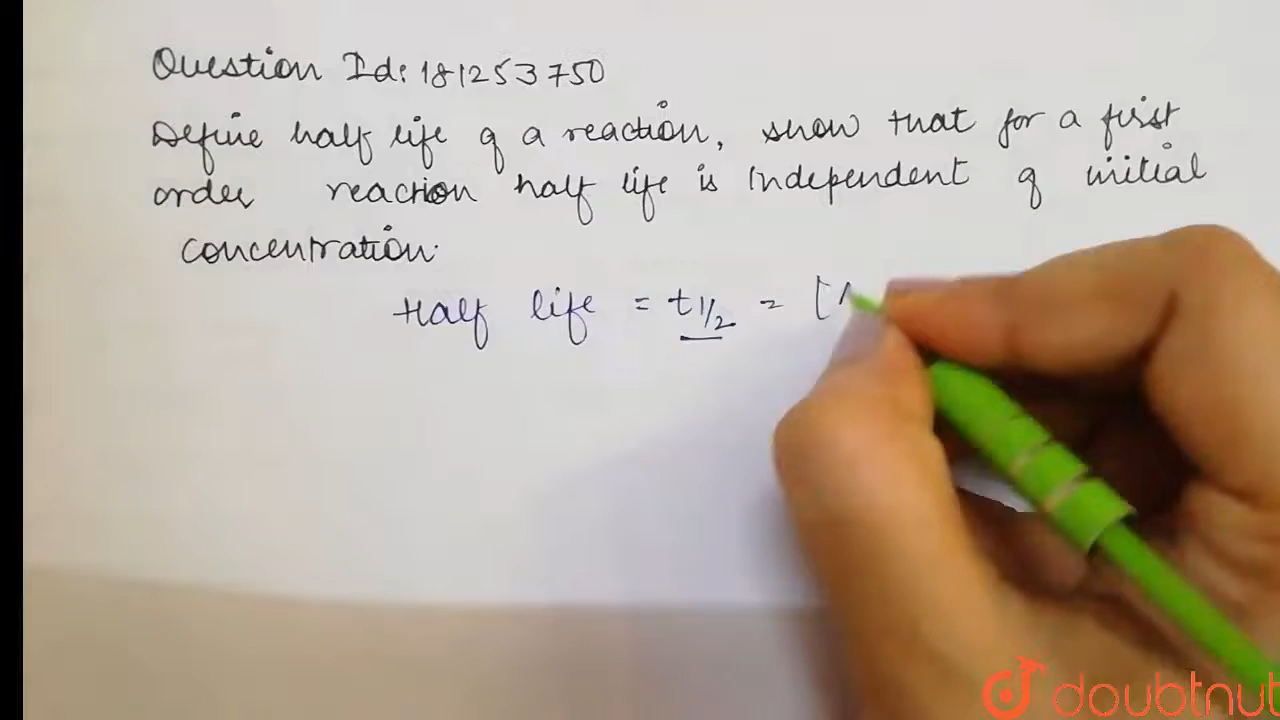 Question Id: 181253750
Define half life of a reaction, show that for a first
order reaction half life is independent of initial
concentration.
Half life = t1/2 = [A
doubtnut